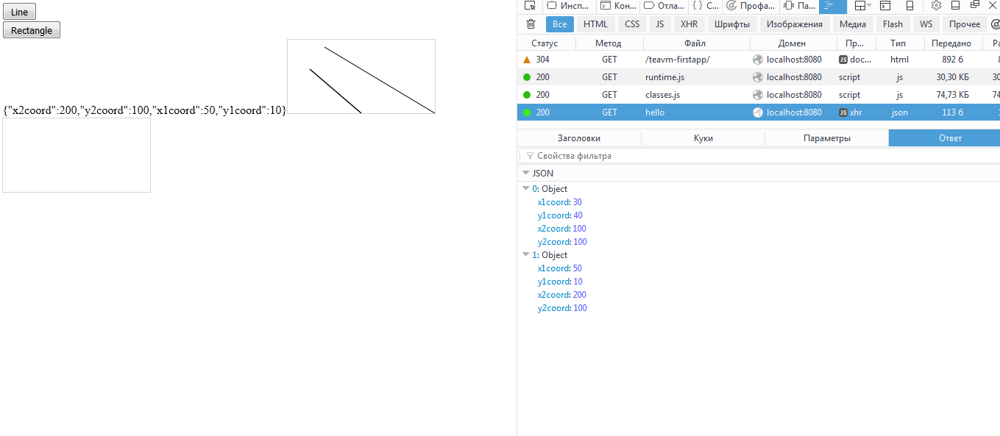 Line
Rectangle
{"x2coord":200,"y2coord":100,"x1coord":50,"y1coord":10}
Инсп... Кон... Отла... { } С... Профа... Па...
Все HTML CSS JS XHR Шрифты Изображения Медиа Flash WS Прочее
Статус Метод Файл Домен Пр... Тип Передано Ра
304 GET /teavm-firstapp/ localhost:8080 JS doc... html 892 б
200 GET runtime.js localhost:8080 script js 30,30 КБ 30
200 GET classes.js localhost:8080 script js 74,73 КБ 74
200 GET hello localhost:8080 JS xhr json 113 б
Заголовки Куки Параметры Ответ
Свойства фильтра
JSON
0: Object
x1coord: 30
y1coord: 40
x2coord: 100
y2coord: 100
1: Object
x1coord: 50
y1coord: 10
x2coord: 200
y2coord: 100